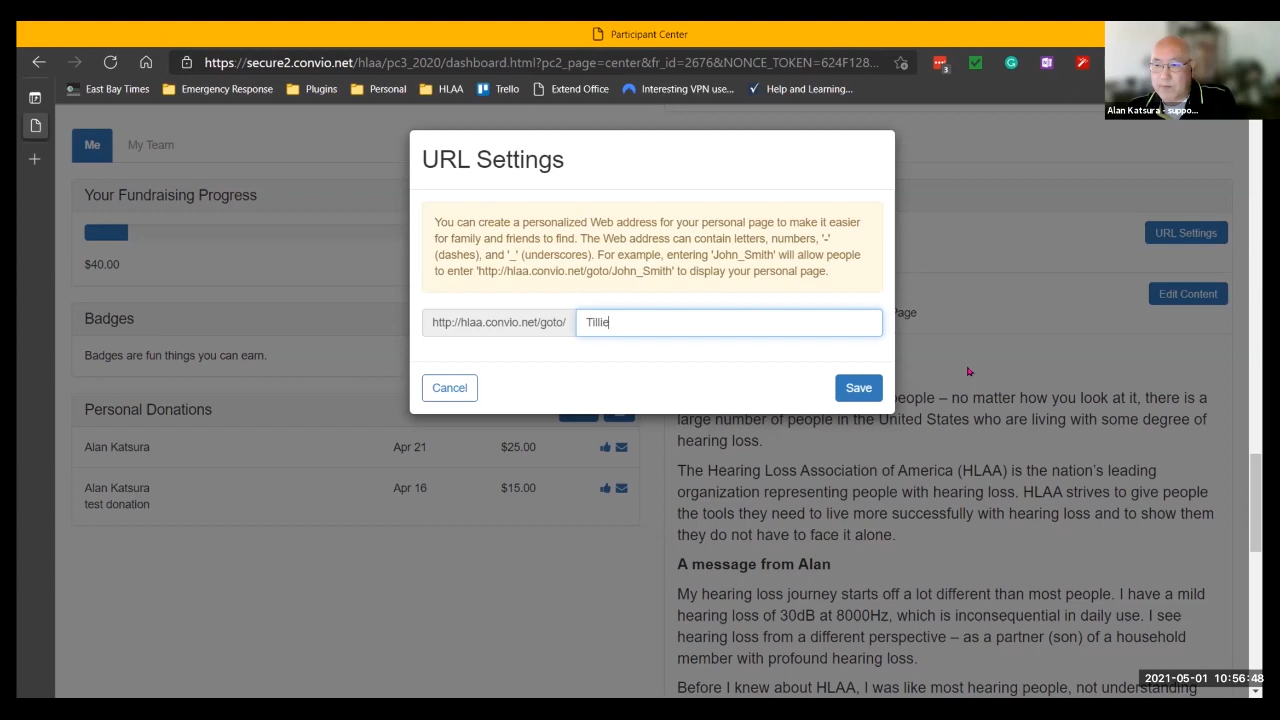 Participant Center
https://secure2.convio.net/hlaa/pc3_2020/dashboard.html?pc2_page=center&fr_id=2676&NONCE_TOKEN=624F128...
3
East Bay Times
Emergency Response
Plugins
Personal
HLAA
Trello
Extend Office
Interesting VPN use...
Help and Learning...
Alan Katsura - suppo...
Me
My Team
Your Fundraising Progress
$40.00
Badges
Badges are fun things you can earn.
Personal Donations
Alan Katsura Apr 21 $25.00
Alan Katsura Apr 16 $15.00
test donation
URL Settings
You can create a personalized Web address for your personal page to make it easier
for family and friends to find. The Web address can contain letters, numbers, '-'
(dashes), and '_' (underscores). For example, entering 'John_Smith' will allow people
to enter 'http://hlaa.convio.net/goto/John_Smith' to display your personal page.
http://hlaa.convio.net/goto/ Tillie
Cancel
Save
URL Settings
Edit Content
Page
people – no matter how you look at it, there is a
large number of people in the United States who are living with some degree of
hearing loss.
The Hearing Loss Association of America (HLAA) is the nation's leading
organization representing people with hearing loss. HLAA strives to give people
the tools they need to live more successfully with hearing loss and to show them
they do not have to face it alone.
A message from Alan
My hearing loss journey starts off a lot different than most people. I have a mild
hearing loss of 30dB at 8000Hz, which is inconsequential in daily use. I see
hearing loss from a different perspective – as a partner (son) of a household
member with profound hearing loss.
Before I knew about HLAA, I was like most hearing people, not understanding
2021-05-01 10:56:48